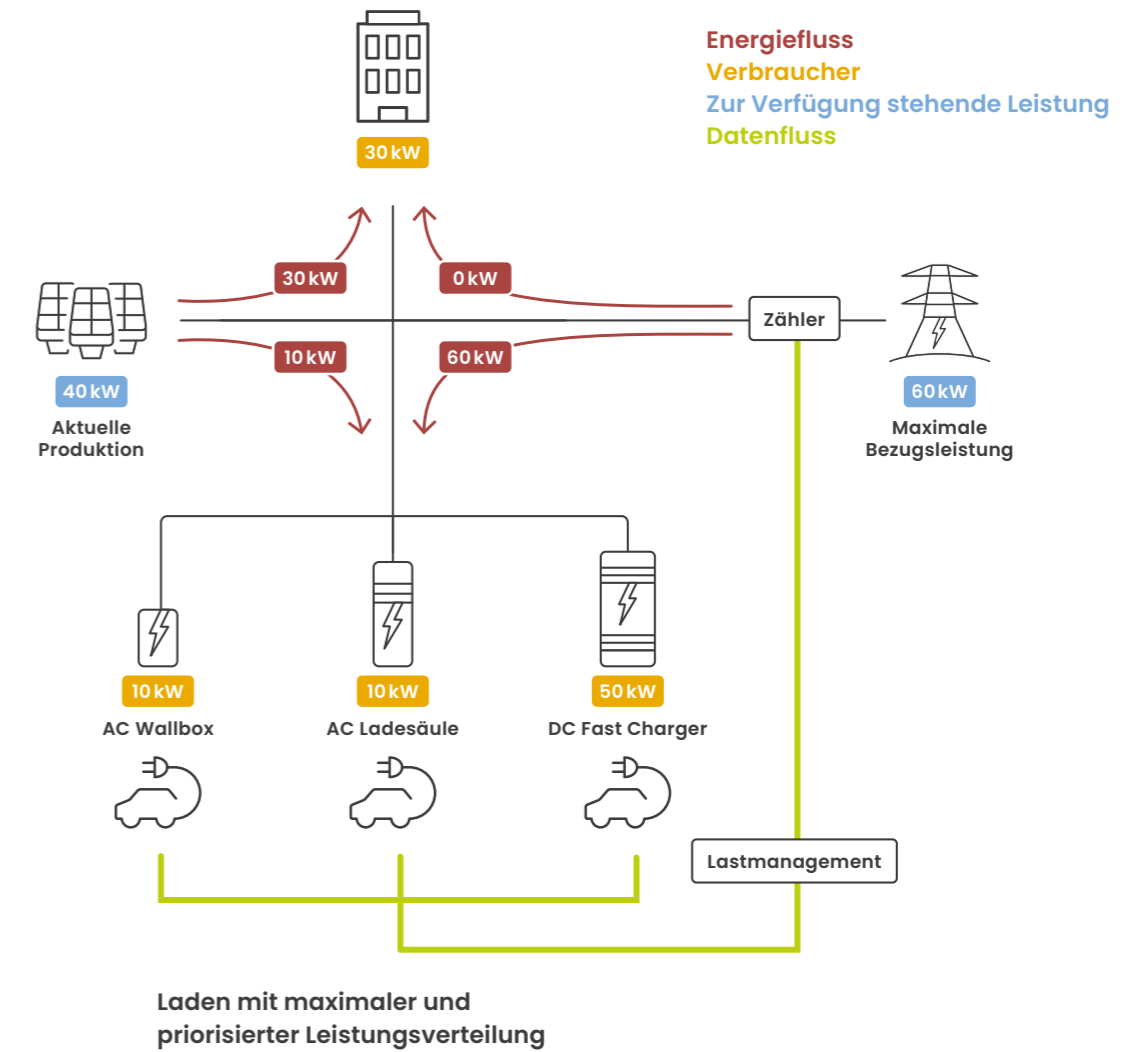 Energiefluss
Verbraucher
Zur Verfügung stehende Leistung
Datenfluss
30 kW
30 kW
0 kW
Zähler
10 kW
60 kW
40 kW
Aktuelle
Produktion
60 kW
Maximale
Bezugsleistung
10 kW
AC Wallbox
10 kW
AC Ladesäule
50 kW
DC Fast Charger
Lastmanagement
Laden mit maximaler und
priorisierter Leistungsverteilung